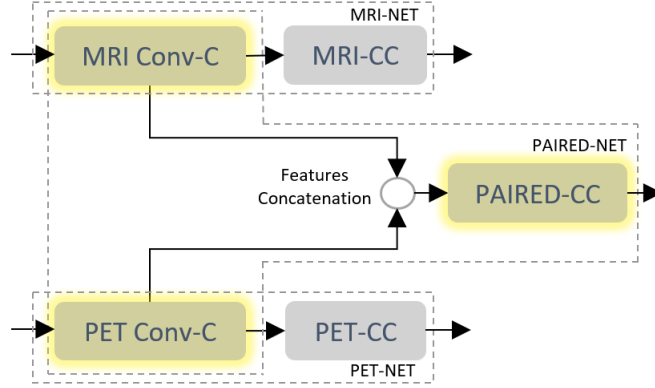 MRI-NET
MRI Conv-C
MRI-CC
PAIRED-NET
Features
Concatenation
PAIRED-CC
PET Conv-C
PET-CC
PET-NET